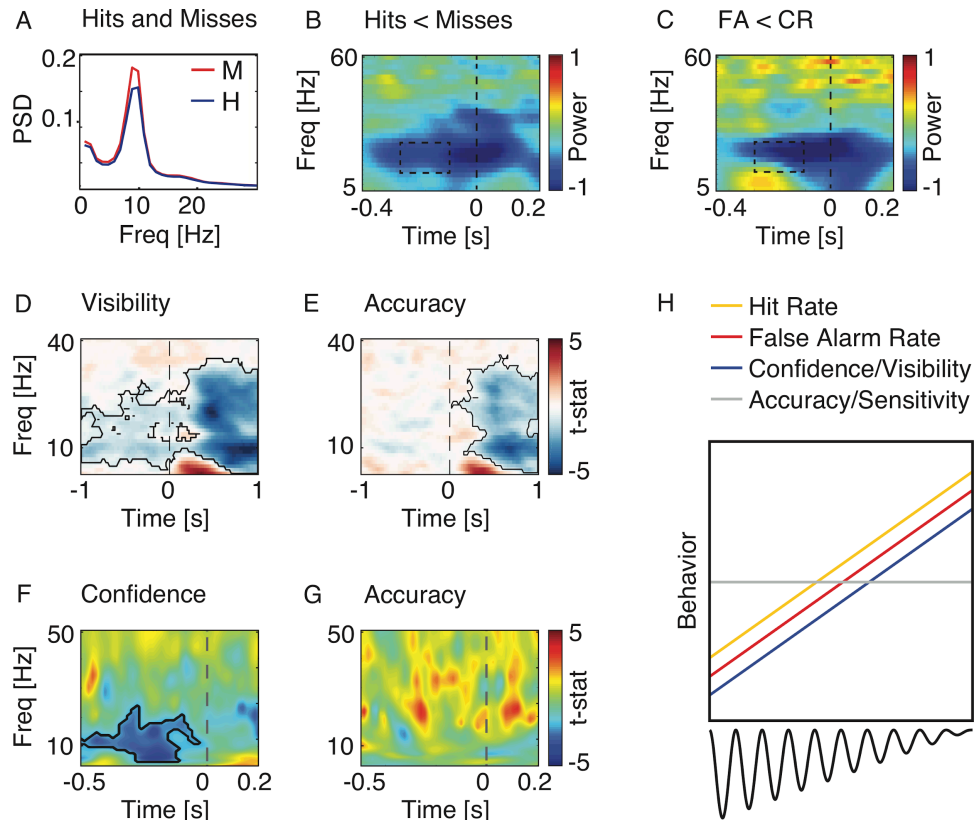 A Hits and Misses
0.2
0.1
PSD
M
H
0 10 20
Freq [Hz]
B Hits < Misses
60
5
Freq [Hz]
-0.4 0 0.2
Time [s]
1
-1
Power
C FA < CR
60
5
Freq [Hz]
-0.4 0 0.2
Time [s]
1
-1
Power
D Visibility
40
10
Freq [Hz]
-1 0 1
Time [s]
E Accuracy
40
10
-1 0 1
Time [s]
5
-5
t-stat
F Confidence
50
10
Freq [Hz]
-0.5 0 0.2
Time [s]
G Accuracy
50
10
-0.5 0 0.2
Time [s]
5
-5
t-stat
H
Hit Rate
False Alarm Rate
Confidence/Visibility
Accuracy/Sensitivity
Behavior